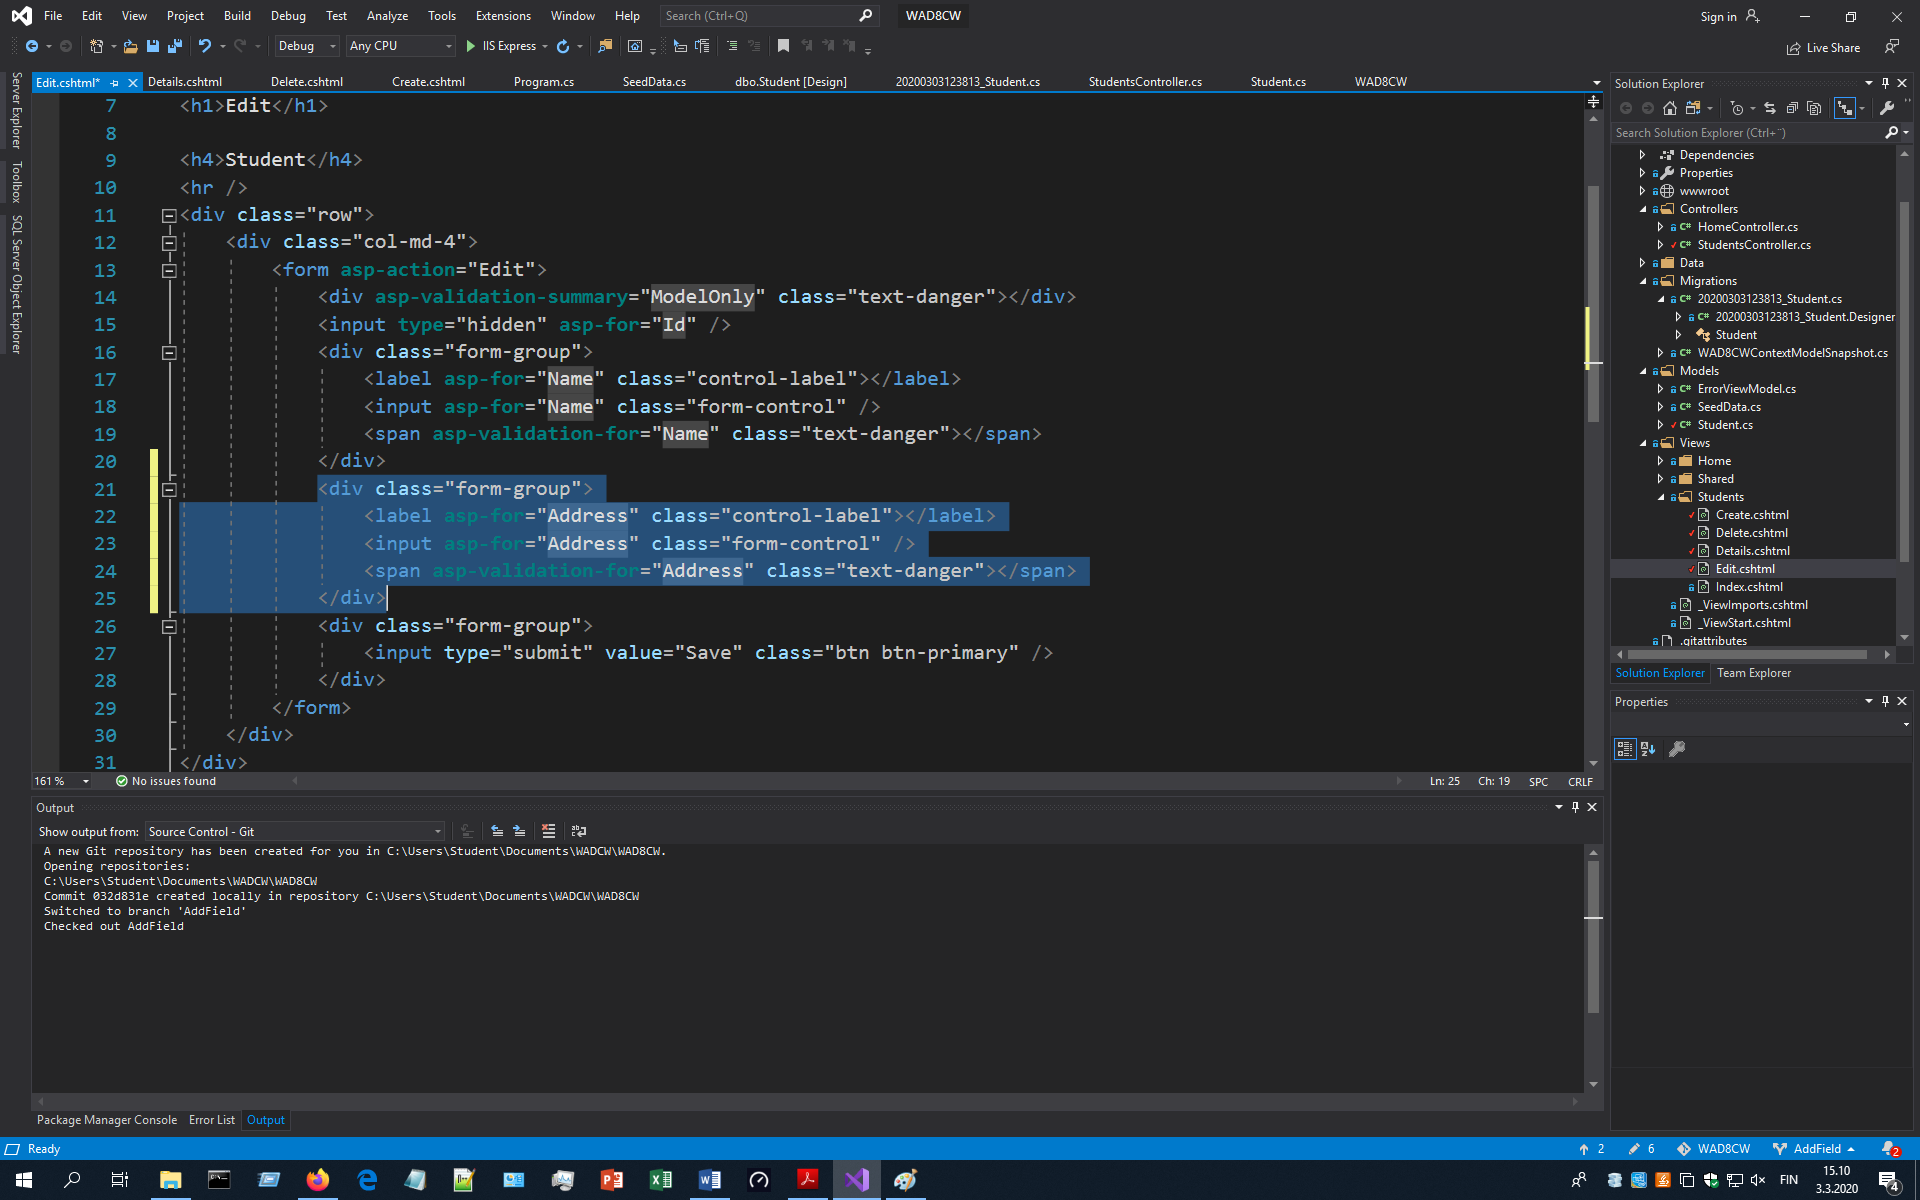 File Edit View Project Build Debug Test Analyze Tools Extensions Window Help Search (Ctrl+Q) WAD8CW Sign in
Debug Any CPU IIS Express Live Share
Edit.cshtml* Details.cshtml Delete.cshtml Create.cshtml Program.cs SeedData.cs dbo.Student [Design] 20200303123813_Student.cs StudentsController.cs Student.cs WAD8CW
Server Explorer
Toolbox
SQL Server Object Explorer
7 <h1>Edit</h1>
8
9 <h4>Student</h4>
10 <hr />
11 <div class="row">
12 <div class="col-md-4">
13 <form asp-action="Edit">
14 <div asp-validation-summary="ModelOnly" class="text-danger"></div>
15 <input type="hidden" asp-for="Id" />
16 <div class="form-group">
17 <label asp-for="Name" class="control-label"></label>
18 <input asp-for="Name" class="form-control" />
19 <span asp-validation-for="Name" class="text-danger"></span>
20 </div>
21 <div class="form-group">
22 <label asp-for="Address" class="control-label"></label>
23 <input asp-for="Address" class="form-control" />
24 <span asp-validation-for="Address" class="text-danger"></span>
25 </div>
26 <div class="form-group">
27 <input type="submit" value="Save" class="btn btn-primary" />
28 </div>
29 </form>
30 </div>
31 </div>
161 % No issues found Ln: 25 Ch: 19 SPC CRLF
Output
Show output from: Source Control - Git
A new Git repository has been created for you in C:\Users\Student\Documents\WADCW\WAD8CW.
Opening repositories:
C:\Users\Student\Documents\WADCW\WAD8CW
Commit 032d831e created locally in repository C:\Users\Student\Documents\WADCW\WAD8CW
Switched to branch 'AddField'
Checked out AddField
Package Manager Console Error List Output
Solution Explorer
Search Solution Explorer (Ctrl+¨)
Dependencies
Properties
wwwroot
Controllers
C# HomeController.cs
C# StudentsController.cs
Data
Migrations
C# 20200303123813_Student.cs
C# 20200303123813_Student.Designer
Student
C# WAD8CWContextModelSnapshot.cs
Models
C# ErrorViewModel.cs
C# SeedData.cs
C# Student.cs
Views
Home
Shared
Students
Create.cshtml
Delete.cshtml
Details.cshtml
Edit.cshtml
Index.cshtml
_ViewImports.cshtml
_ViewStart.cshtml
.gitattributes
Solution Explorer Team Explorer
Properties
Ready 2 6 WAD8CW AddField 2
FIN 15.10
3.3.2020 4